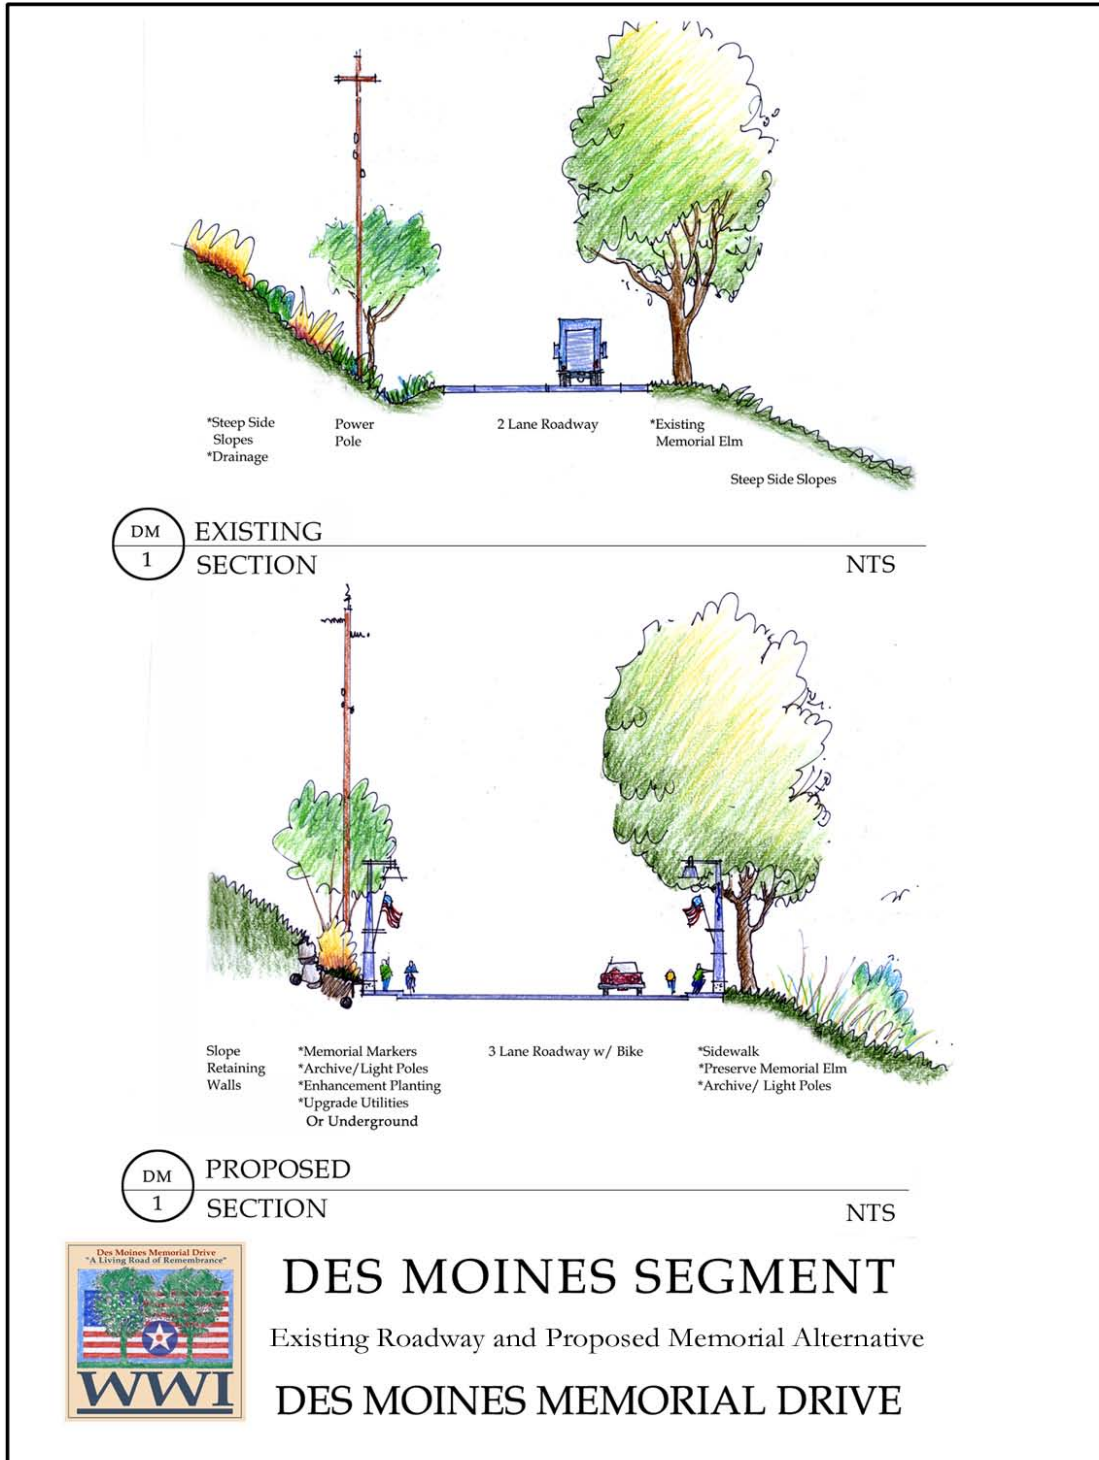 *Steep Side
Slopes
*Drainage
Power
Pole
2 Lane Roadway
*Existing
Memorial Elm
Steep Side Slopes
DM
1
EXISTING
SECTION
NTS
Slope
Retaining
Walls
*Memorial Markers
*Archive/Light Poles
*Enhancement Planting
*Upgrade Utilities
Or Underground
3 Lane Roadway w/ Bike
*Sidewalk
*Preserve Memorial Elm
*Archive/ Light Poles
DM
1
PROPOSED
SECTION
NTS
Des Moines Memorial Drive
"A Living Road of Remembrance"
WWI
DES MOINES SEGMENT
Existing Roadway and Proposed Memorial Alternative
DES MOINES MEMORIAL DRIVE